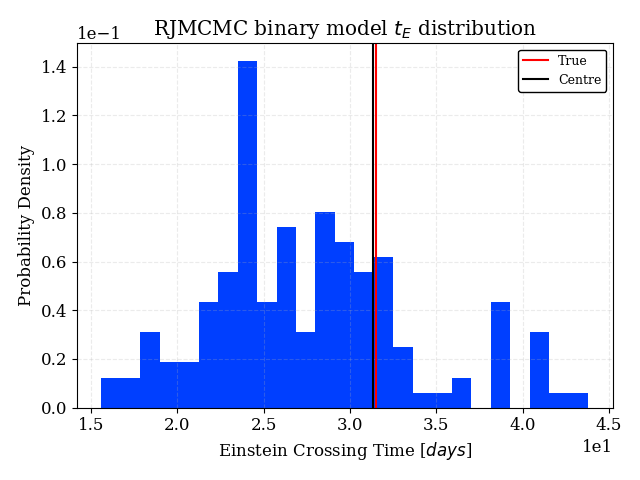 RJMCMC binary model t_E distribution
1e−1
True
Centre
1.4
1.2
1.0
0.8
0.6
0.4
0.2
0.0
Probability Density
1.5 2.0 2.5 3.0 3.5 4.0 4.5
1e1
Einstein Crossing Time [days]